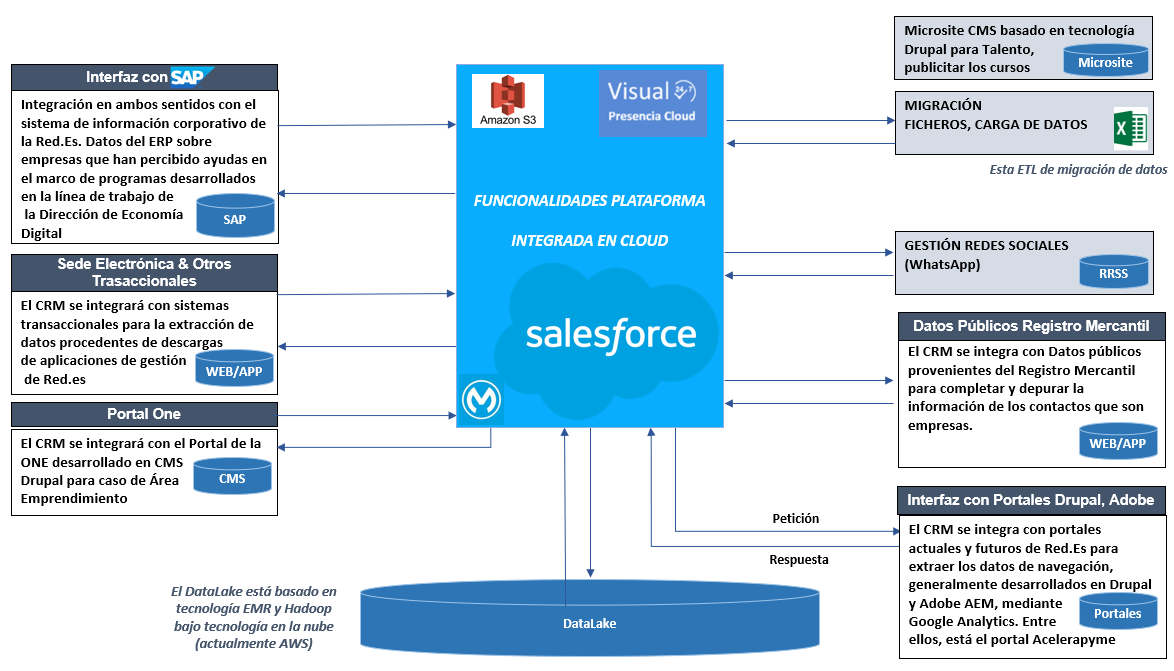 Interfaz con SAP
Integración en ambos sentidos con el
sistema de información corporativo de
la Red.Es. Datos del ERP sobre
empresas que han percibido ayudas en
el marco de programas desarrollados
en la línea de trabajo de
la Dirección de Economía
Digital
SAP
Sede Electrónica & Otros
Trasaccionales
El CRM se integrará con sistemas
transaccionales para la extracción de
datos procedentes de descargas
de aplicaciones de gestión
de Red.es
WEB/APP
Portal One
El CRM se integrará con el Portal de la
ONE desarrollado en CMS
Drupal para caso de Área
Emprendimiento
CMS
Amazon S3
Visual 24·7
Presencia Cloud
FUNCIONALIDADES PLATAFORMA
INTEGRADA EN CLOUD
salesforce
Microsite CMS basado en tecnología
Drupal para Talento,
publicitar los cursos
Microsite
MIGRACIÓN
FICHEROS, CARGA DE DATOS
X
Esta ETL de migración de datos
GESTIÓN REDES SOCIALES
(WhatsApp)
RRSS
Datos Públicos Registro Mercantil
El CRM se integra con Datos públicos
provenientes del Registro Mercantil
para completar y depurar la
información de los contactos que son
empresas.
WEB/APP
Interfaz con Portales Drupal, Adobe
El CRM se integra con portales
actuales y futuros de Red.Es para
extraer los datos de navegación,
generalmente desarrollados en Drupal
y Adobe AEM, mediante
Google Analytics. Entre
ellos, está el portal Acelerapyme
Portales
Petición
Respuesta
El DataLake está basado en
tecnología EMR y Hadoop
bajo tecnología en la nube
(actualmente AWS)
DataLake